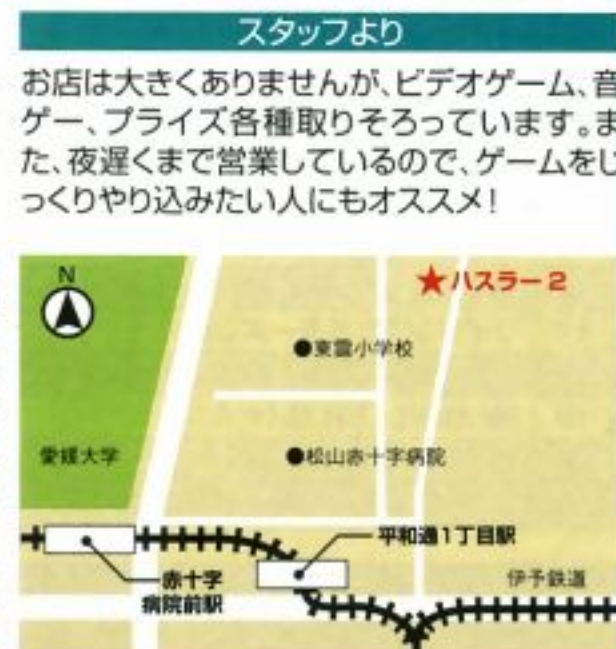 スタッフより
お店は大きくありませんが、ビデオゲーム、音
ゲー、プライズ各種取りそろっています。ま
た、夜遅くまで営業しているので、ゲームをじ
っくりやり込みたい人にもオススメ!
N
★ハスラー2
●東雲小学校
愛媛大学
●松山赤十字病院
平和通1丁目駅
赤十字
病院前駅
伊予鉄道